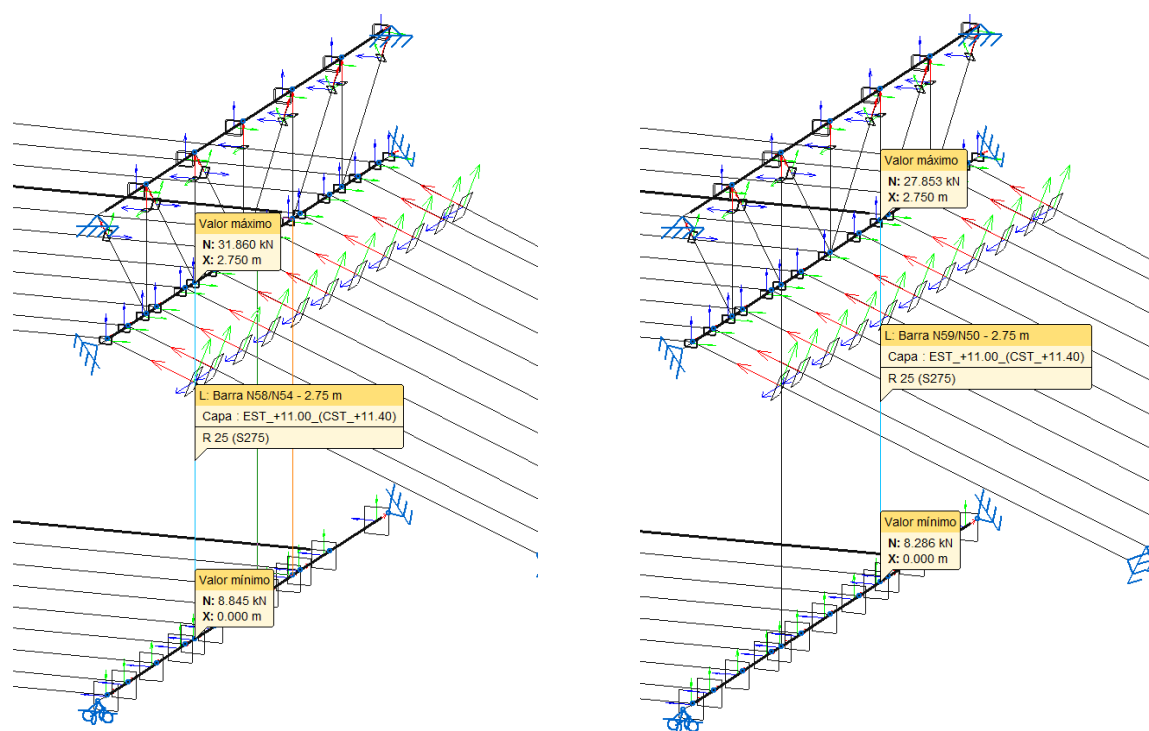 Valor máximo
N: 31.860 kN
X: 2.750 m
L: Barra N58/N54 - 2.75 m
Capa : EST_+11.00_(CST_+11.40)
R 25 (S275)
Valor mínimo
N: 8.845 kN
X: 0.000 m
Valor máximo
N: 27.853 kN
X: 2.750 m
L: Barra N59/N50 - 2.75 m
Capa : EST_+11.00_(CST_+11.40)
R 25 (S275)
Valor mínimo
N: 8.286 kN
X: 0.000 m